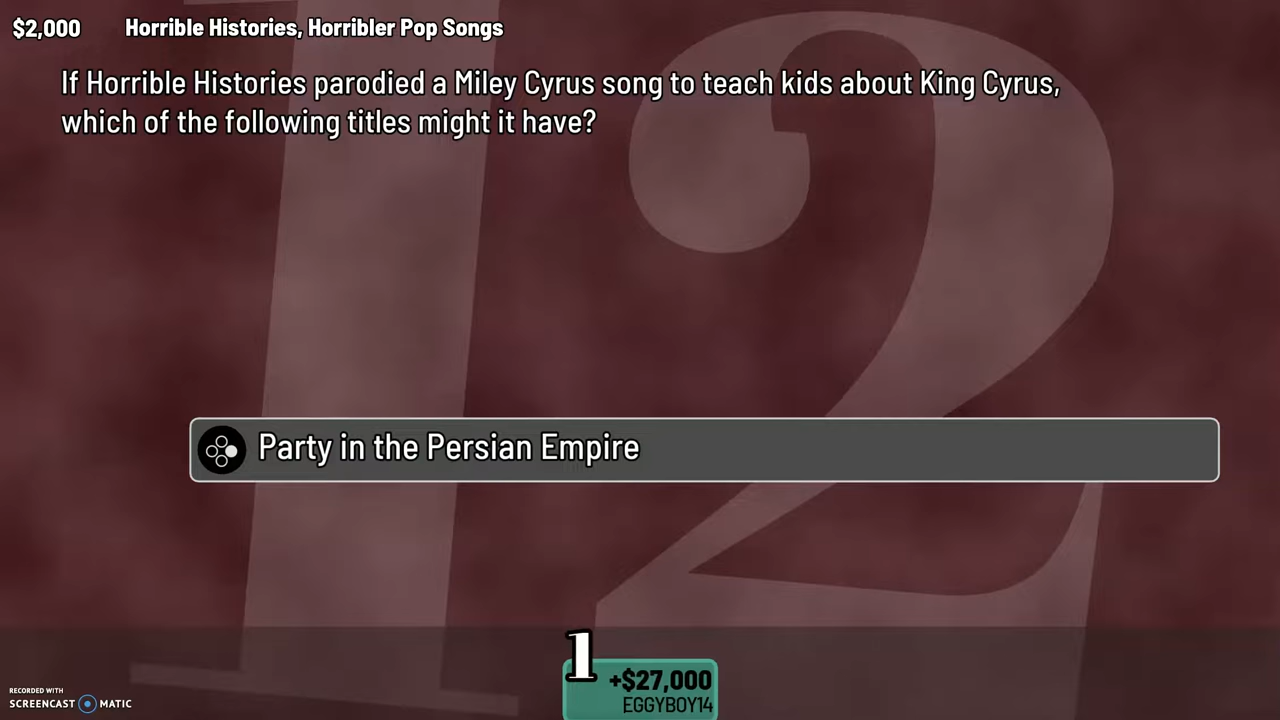 $2,000 Horrible Histories, Horribler Pop Songs
If Horrible Histories parodied a Miley Cyrus song to teach kids about King Cyrus,
which of the following titles might it have?
12
Party in the Persian Empire
1
+$27,000
EGGYBOY14
RECORDED WITH
SCREENCAST MATIC